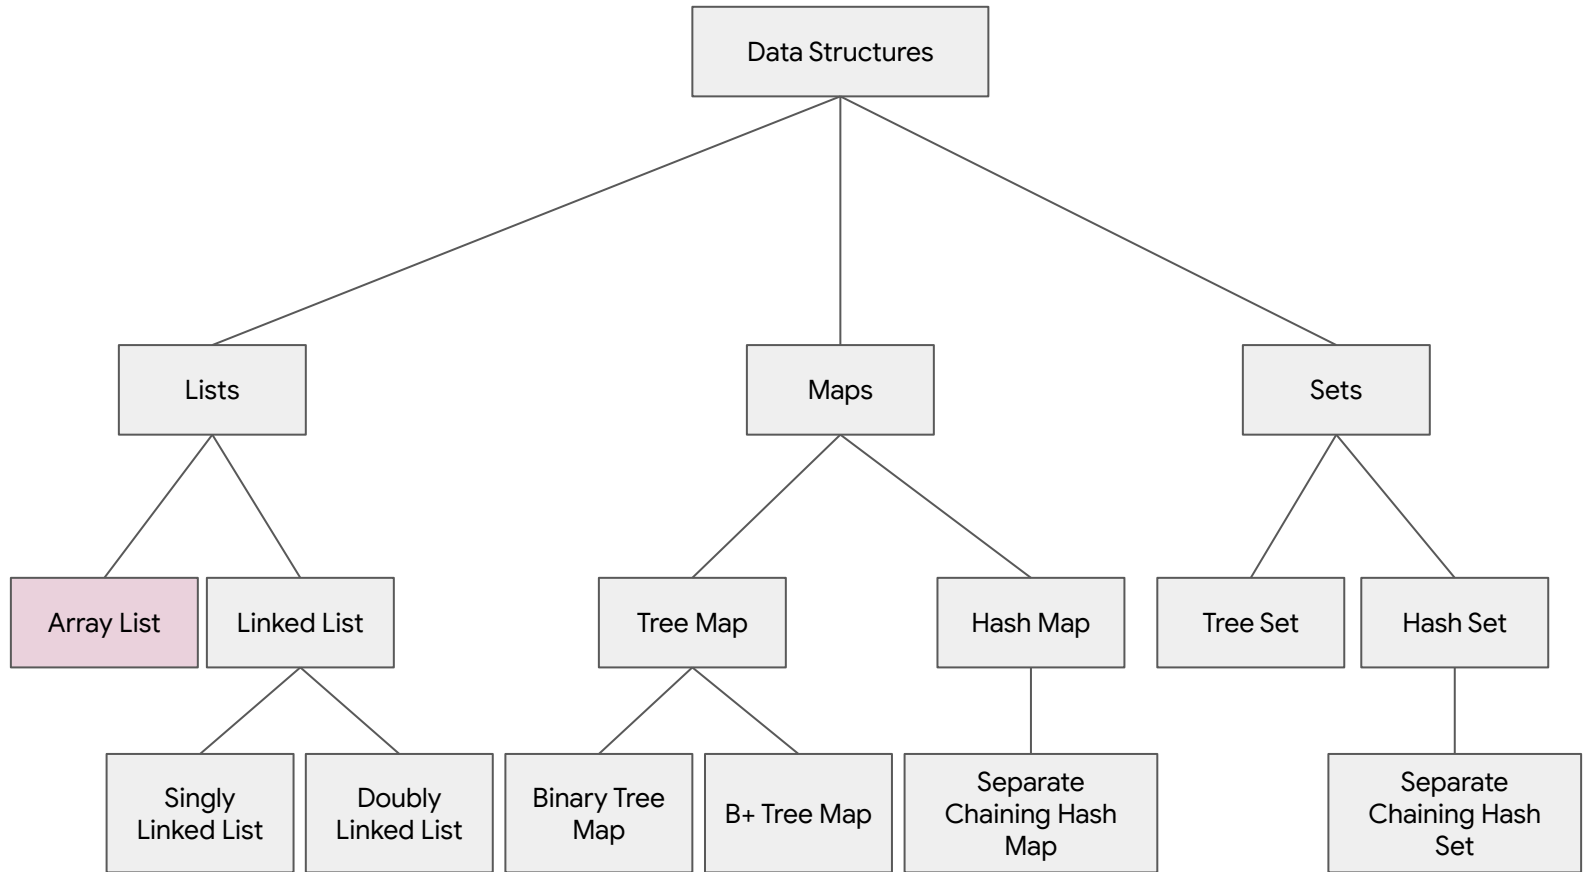 Data Structures
Lists
Maps
Sets
Array List
Linked List
Tree Map
Hash Map
Tree Set
Hash Set
Singly
Linked List
Doubly
Linked List
Binary Tree
Map
B+ Tree Map
Separate
Chaining Hash
Map
Separate
Chaining Hash
Set